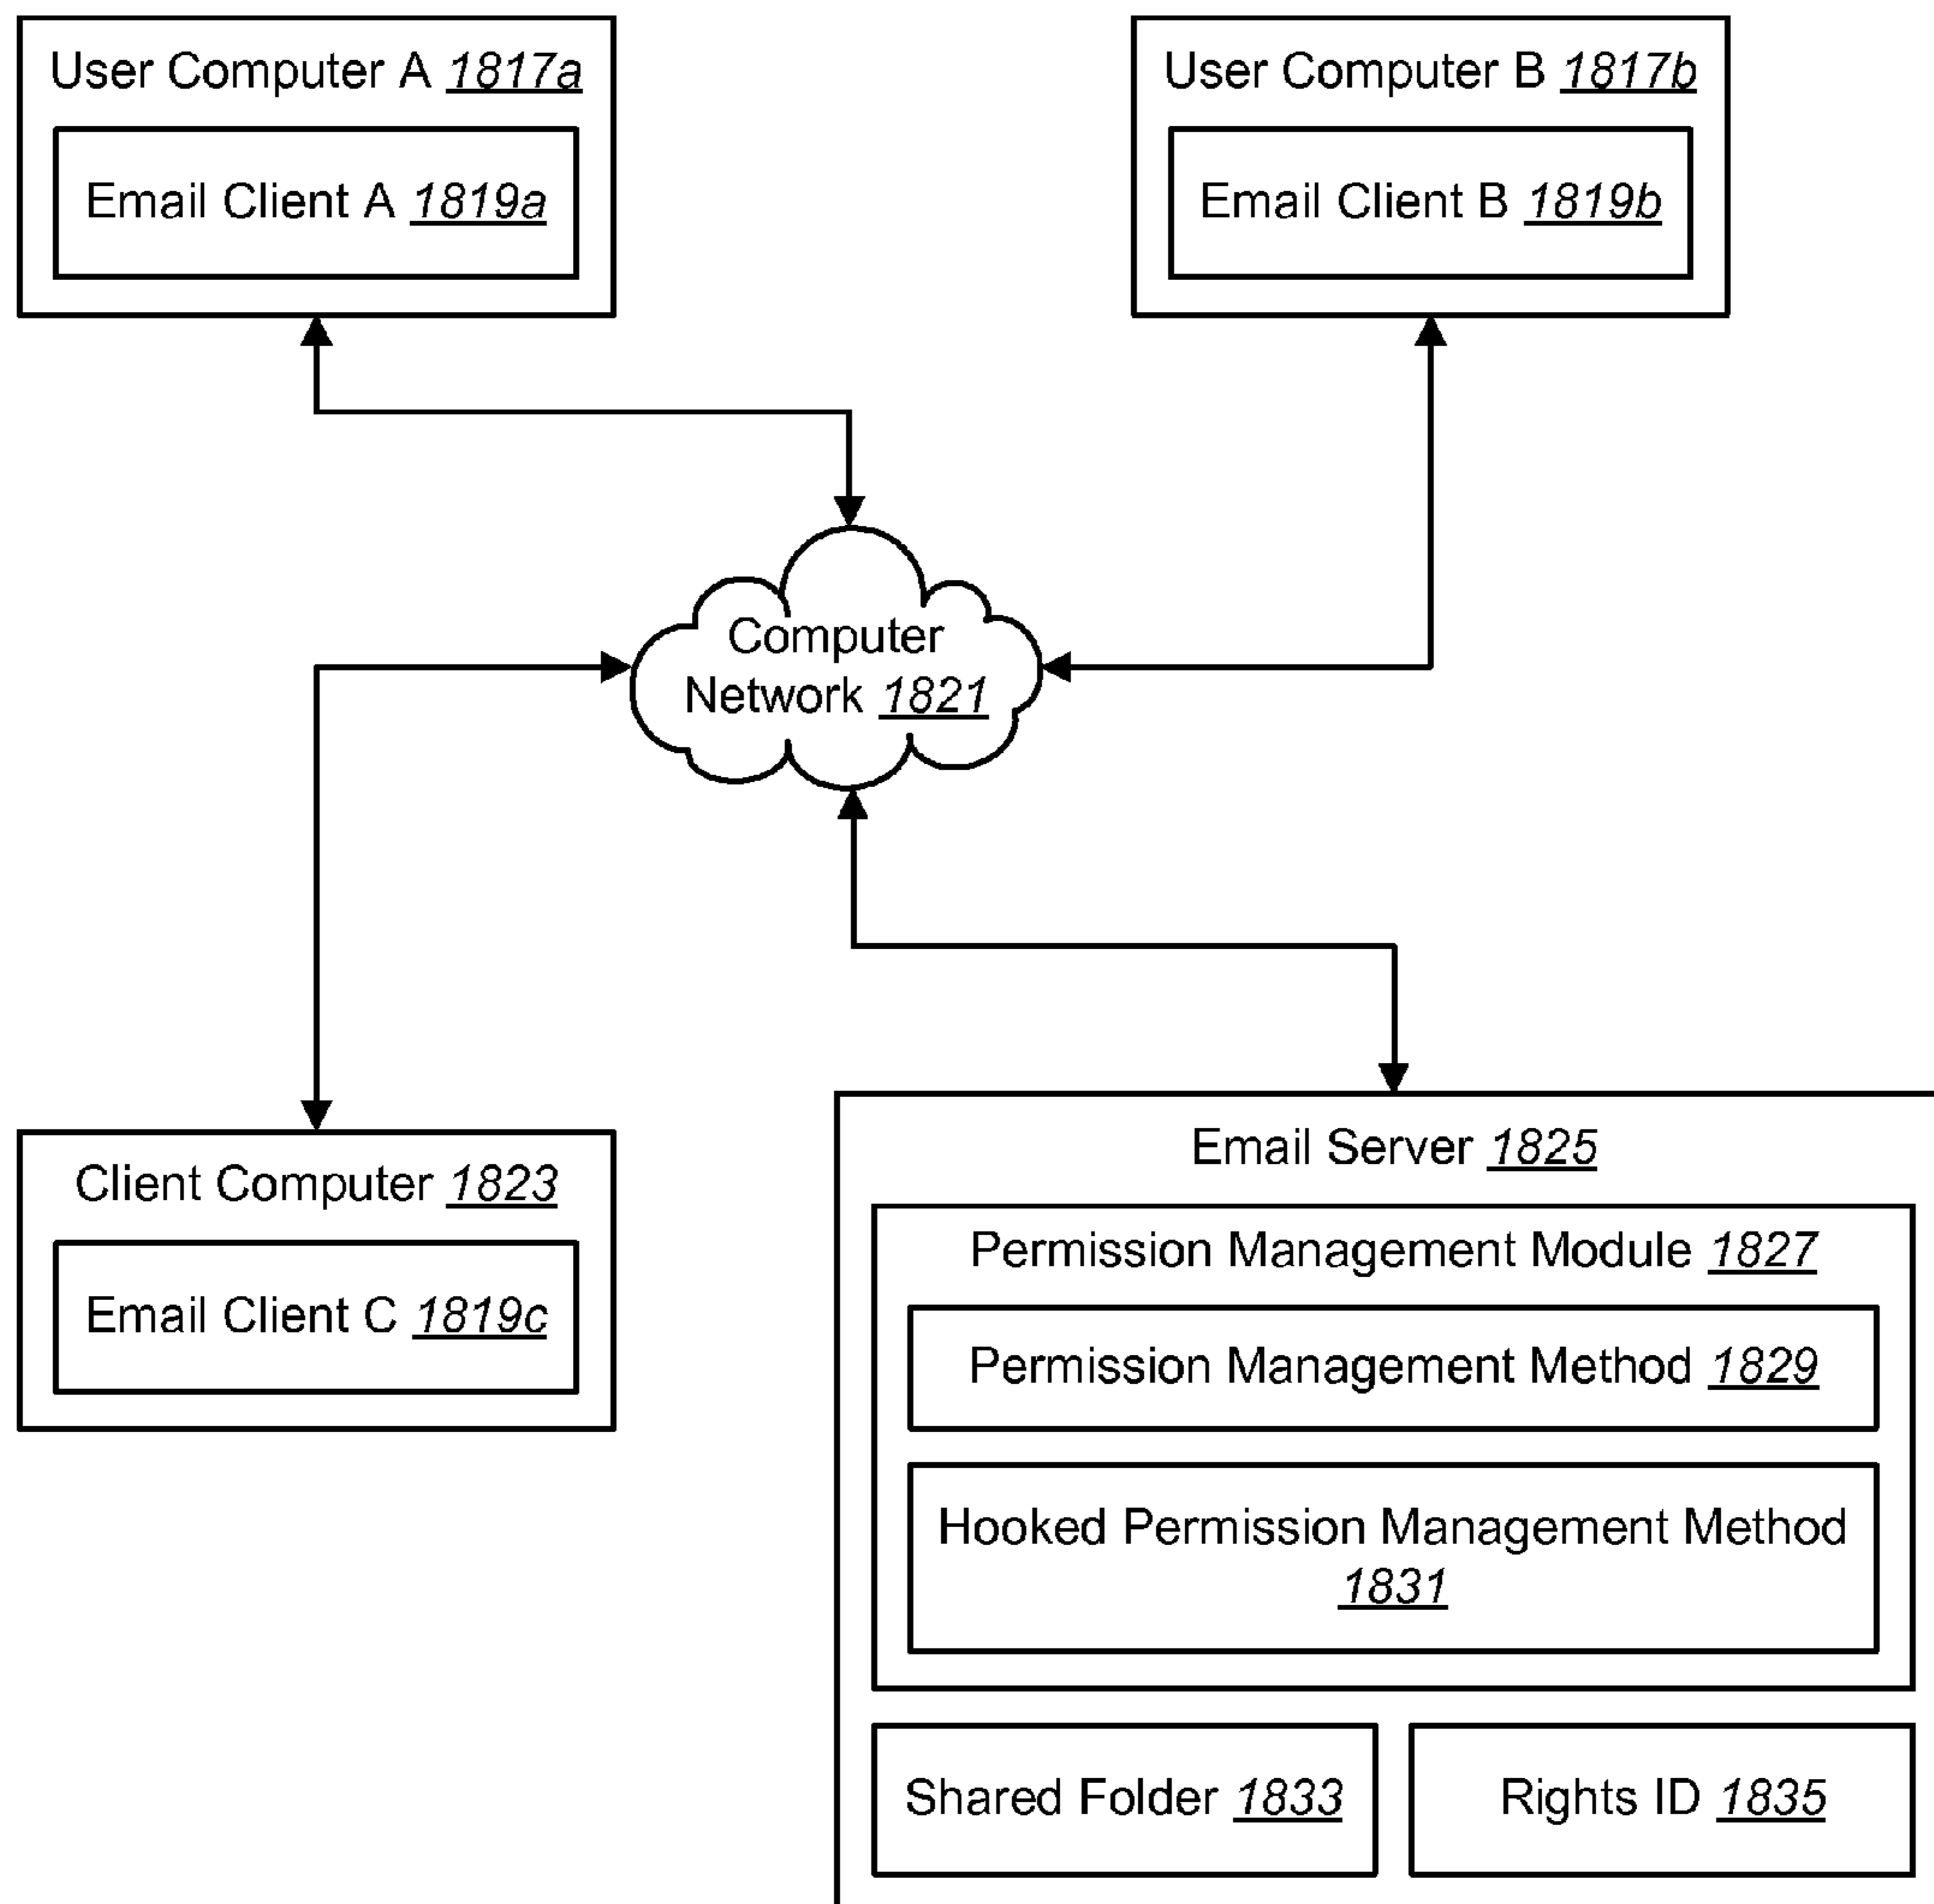 User Computer A 1817a
Email Client A 1819a
User Computer B 1817b
Email Client B 1819b
Computer
Network 1821
Client Computer 1823
Email Client C 1819c
Email Server 1825
Permission Management Module 1827
Permission Management Method 1829
Hooked Permission Management Method
1831
Shared Folder 1833
Rights ID 1835